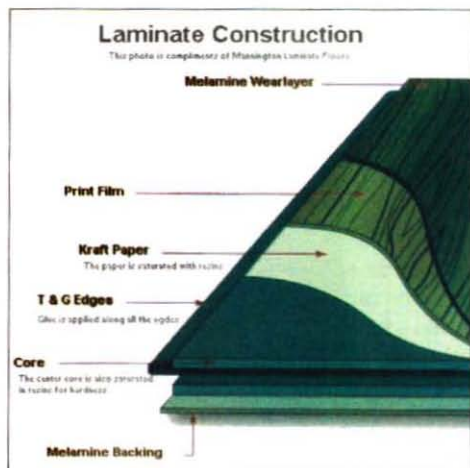 Laminate Construction
This photo is compliments of Mannington Laminate Floors
Melamine Wearlayer
Print Film
Kraft Paper
The paper is saturated with resins
T & G Edges
Glue is applied along all the edges
Core
The center core is also saturated
in resins for hardness
Melamine Backing